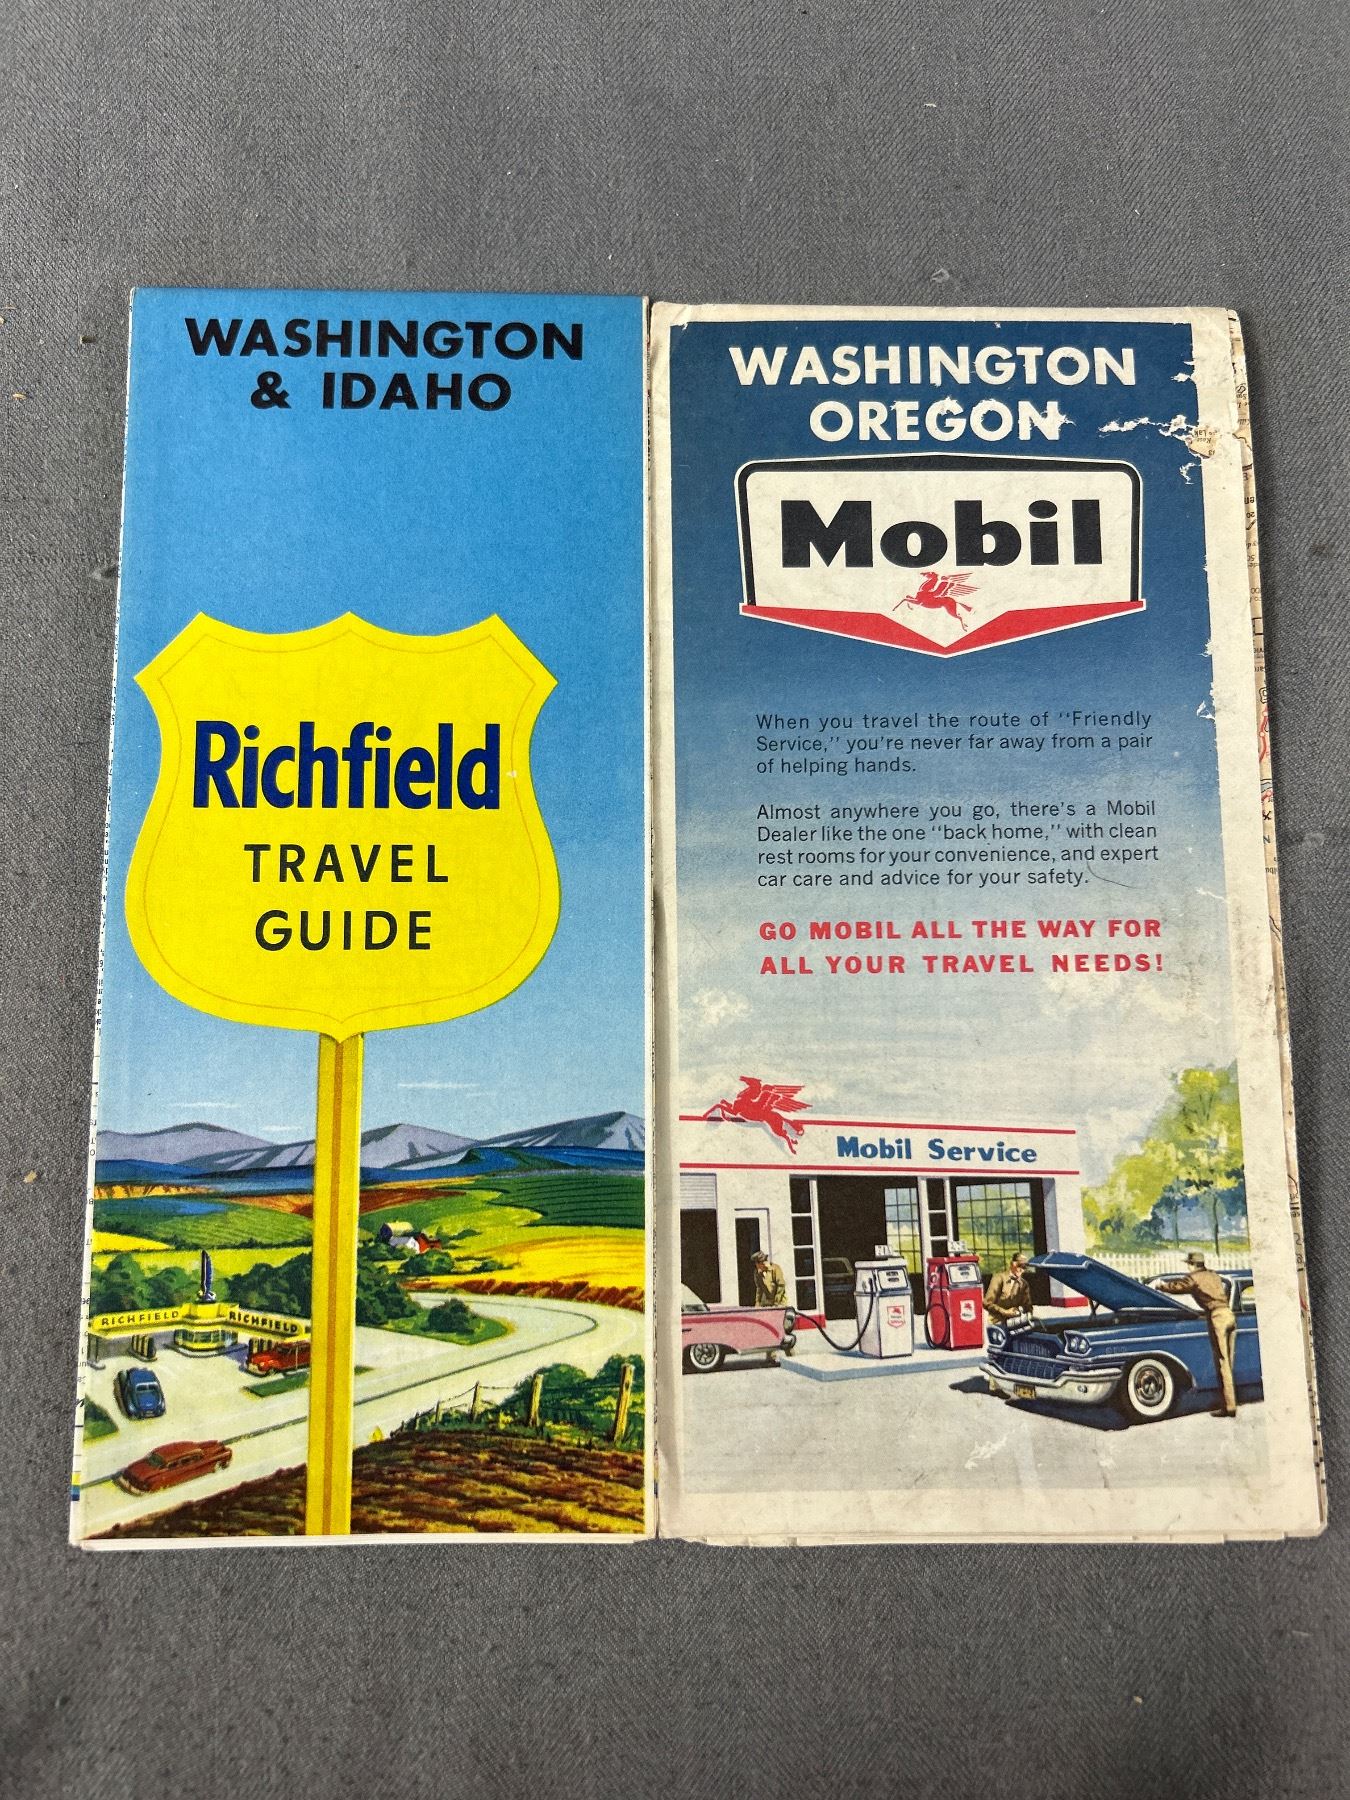 WASHINGTON
& IDAHO
Richfield
TRAVEL
GUIDE
RICHFIELD
RICHFIELD
WASHINGTON
OREGON
Mobil
When you travel the route of "Friendly
Service," you're never far away from a pair
of helping hands.
Almost anywhere you go, there's a Mobil
Dealer like the one "back home," with clean
rest rooms for your convenience, and expert
car care and advice for your safety.
GO MOBIL ALL THE WAY FOR
ALL YOUR TRAVEL NEEDS!
Mobil Service